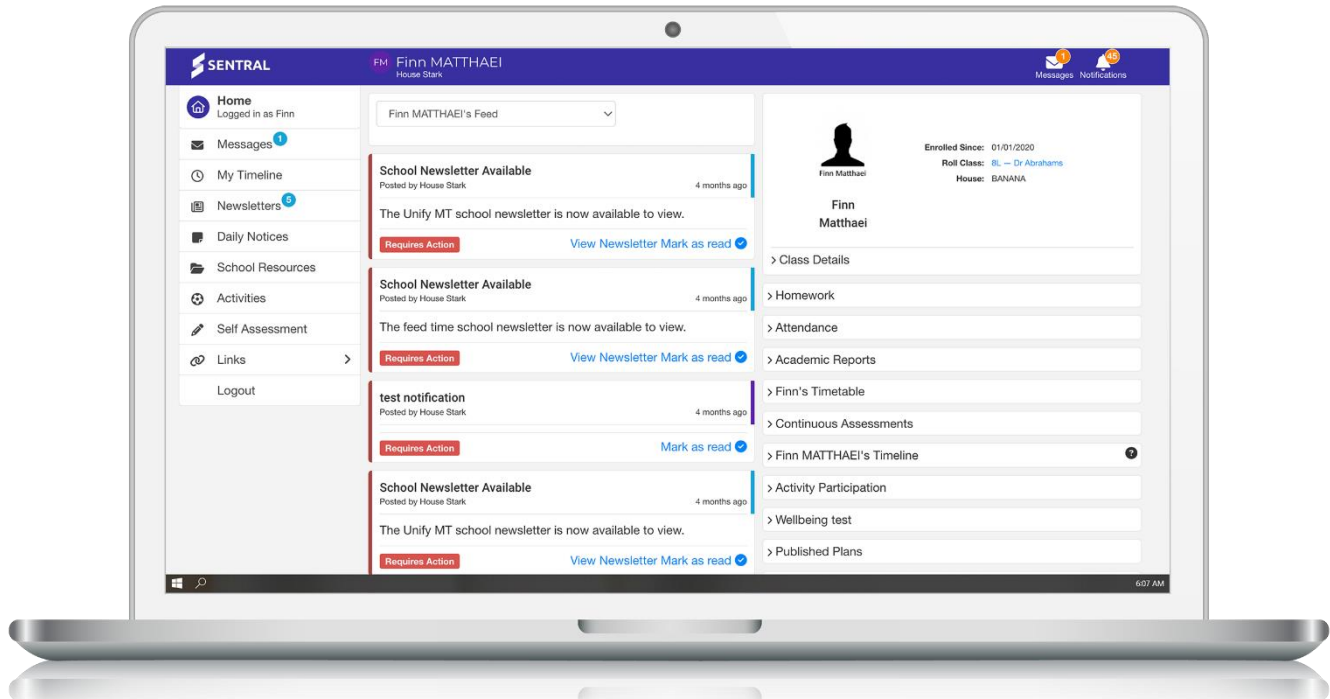 SENTRAL
FM Finn MATTHAEI
House Stark
1
45
Messages Notifications
Home
Logged in as Finn
Messages 1
My Timeline
Newsletters 5
Daily Notices
School Resources
Activities
Self Assessment
Links
Logout
Finn MATTHAEI's Feed
School Newsletter Available
Posted by House Stark 4 months ago
The Unify MT school newsletter is now available to view.
Requires Action View Newsletter Mark as read
School Newsletter Available
Posted by House Stark 4 months ago
The feed time school newsletter is now available to view.
Requires Action View Newsletter Mark as read
test notification
Posted by House Stark 4 months ago
Requires Action Mark as read
School Newsletter Available
Posted by House Stark 4 months ago
The Unify MT school newsletter is now available to view.
Requires Action View Newsletter Mark as read
Finn Matthaei
Finn
Matthaei
Enrolled Since: 01/01/2020
Roll Class: 8L — Dr Abrahams
House: BANANA
> Class Details
> Homework
> Attendance
> Academic Reports
> Finn's Timetable
> Continuous Assessments
> Finn MATTHAEI's Timeline ?
> Activity Participation
> Wellbeing test
> Published Plans
6:07 AM